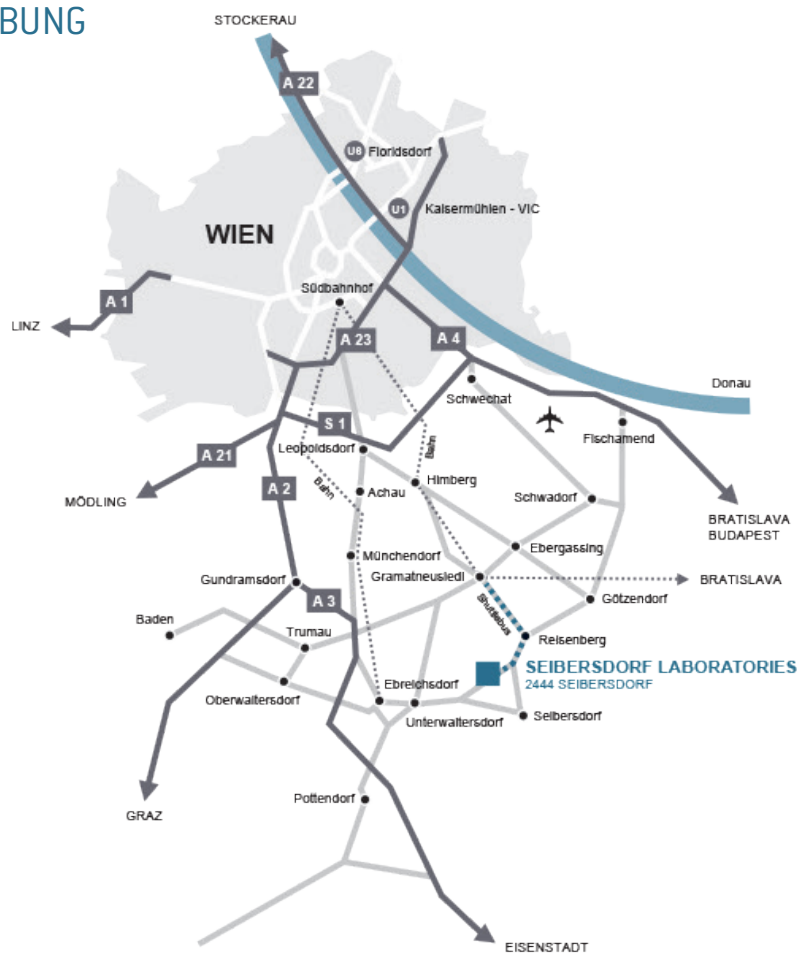 BUNG
STOCKERAU
A 22
U6 Floridsdorf
U1 Kaisermühlen - VIC
WIEN
Südbahnhof
A 1
LINZ
A 23
A 4
Donau
Schwechat
S 1
Fischamend
Leopoldsdorf
Bahn
A 21
Himberg
A 2
Bahn
Achau
Schwadorf
MÖDLING
BRATISLAVA
BUDAPEST
Ebergassing
Münchendorf
Gramatneusiedl
BRATISLAVA
Gundramsdorf
A 3
Shuttlebus
Götzendorf
Baden
Trumau
Reisenberg
SEIBERSDORF LABORATORIES
2444 SEIBERSDORF
Ebreichsdorf
Oberwaltersdorf
Unterwaltersdorf
Seibersdorf
Pottendorf
GRAZ
EISENSTADT